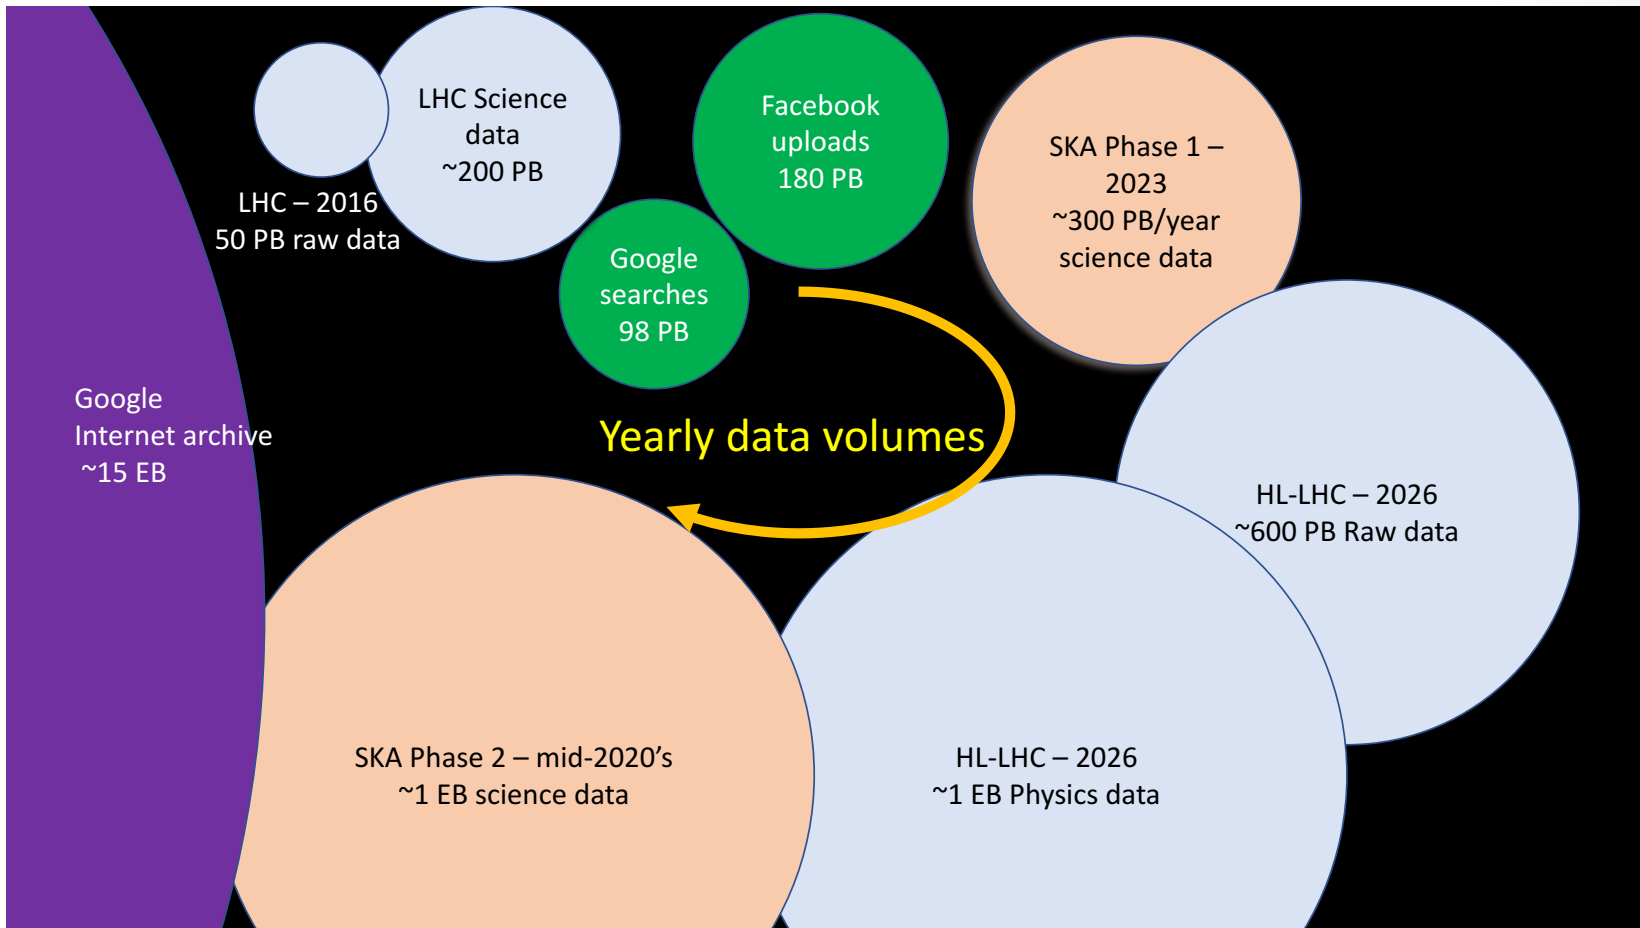 LHC Science
data
~200 PB
LHC – 2016
50 PB raw data
Facebook
uploads
180 PB
Google
searches
98 PB
SKA Phase 1 –
2023
~300 PB/year
science data
Google
Internet archive
~15 EB
Yearly data volumes
HL-LHC – 2026
~600 PB Raw data
SKA Phase 2 – mid-2020’s
~1 EB science data
HL-LHC – 2026
~1 EB Physics data